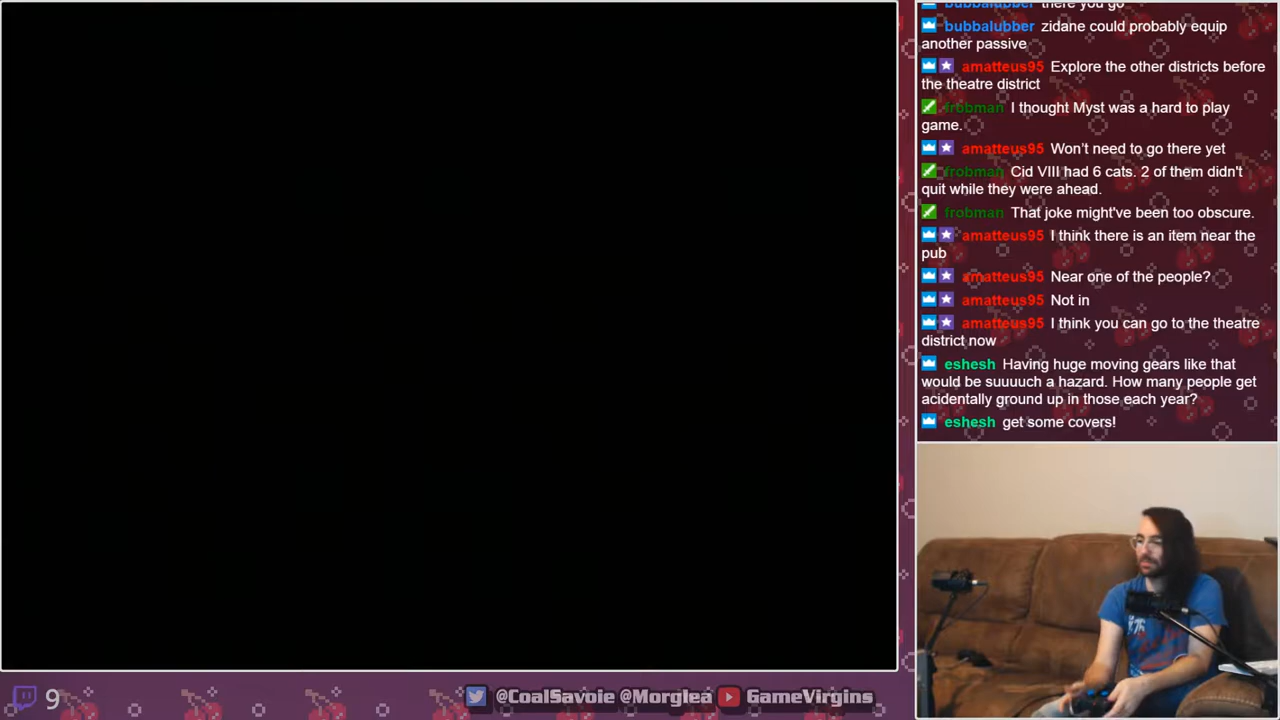 bubbalubber there you go
bubbalubber zidane could probably equip
another passive
amatteus95 Explore the other districts before
the theatre district
frobman I thought Myst was a hard to play
game.
amatteus95 Won't need to go there yet
frobman Cid VIII had 6 cats. 2 of them didn't
quit while they were ahead.
frobman That joke might've been too obscure.
amatteus95 I think there is an item near the
pub
amatteus95 Near one of the people?
amatteus95 Not in
amatteus95 I think you can go to the theatre
district now
eshesh Having huge moving gears like that
would be suuuuch a hazard. How many people get
acidentally ground up in those each year?
eshesh get some covers!
9 @CoalSavoie @Morglea GameVirgins